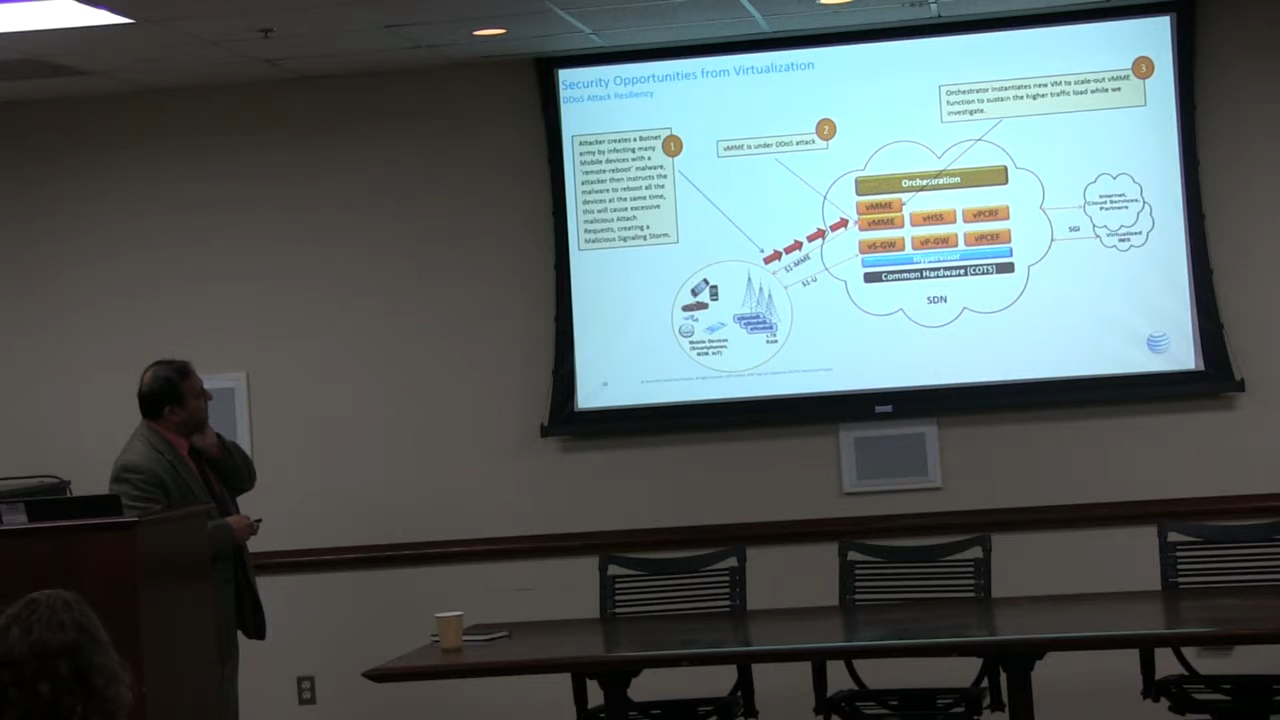 Security Opportunities from Virtualization
DDoS Attack Resiliency
Attacker creates a Botnet
army by infecting many
Mobile devices with a
'remote-reboot' malware,
attacker then instructs the
malware to reboot all the
devices at the same time,
this will cause excessive
malicious Attach
Requests, creating a
Malicious Signaling Storm.
1
vMME is under DDoS attack
2
Orchestrator instantiates new VM to scale-out vMME
function to sustain the higher traffic load while we
investigate.
3
Orchestration
vMME
vMME
vHSS
vPCRF
vS-GW
vP-GW
vPCEF
Hypervisor
Common Hardware (COTS)
SDN
S1-MME
S1-U
Mobile Devices
(Smartphones,
M2M, IoT)
eNodeB
LTE
RAN
SGi
Internet,
Cloud Services,
Partners
Virtualized
IMS